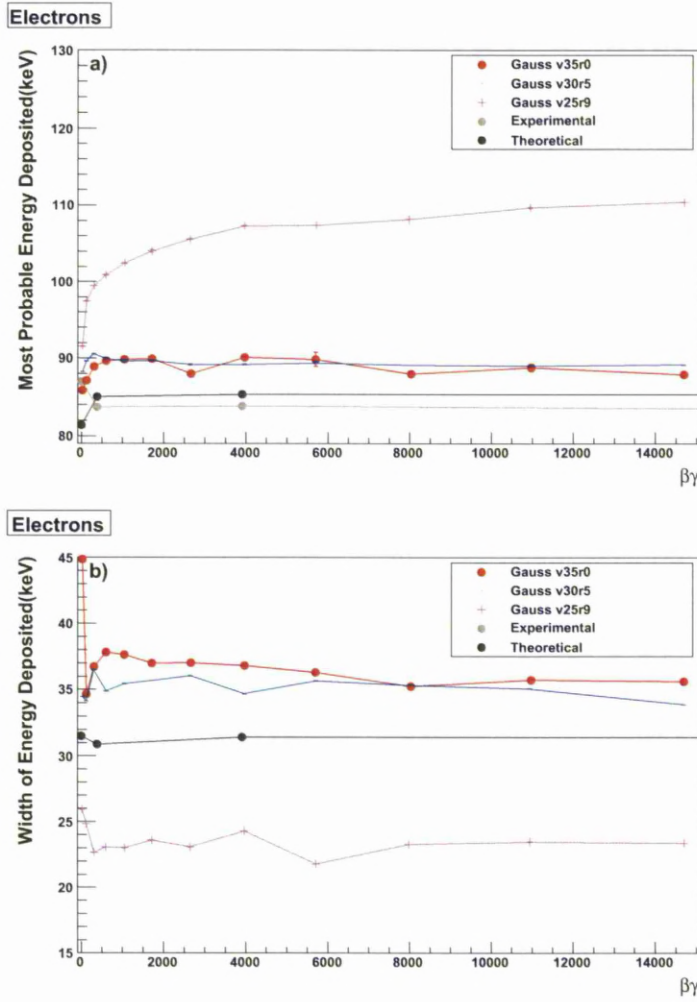 Electrons
130
a)
120
110
100
90
80
Most Probable Energy Deposited(keV)
Gauss v35r0
Gauss v30r5
Gauss v25r9
Experimental
Theoretical
0 2000 4000 6000 8000 10000 12000 14000
βγ
Electrons
45
b)
40
35
30
25
20
15
Width of Energy Deposited(keV)
Gauss v35r0
Gauss v30r5
Gauss v25r9
Experimental
Theoretical
0 2000 4000 6000 8000 10000 12000 14000
βγ